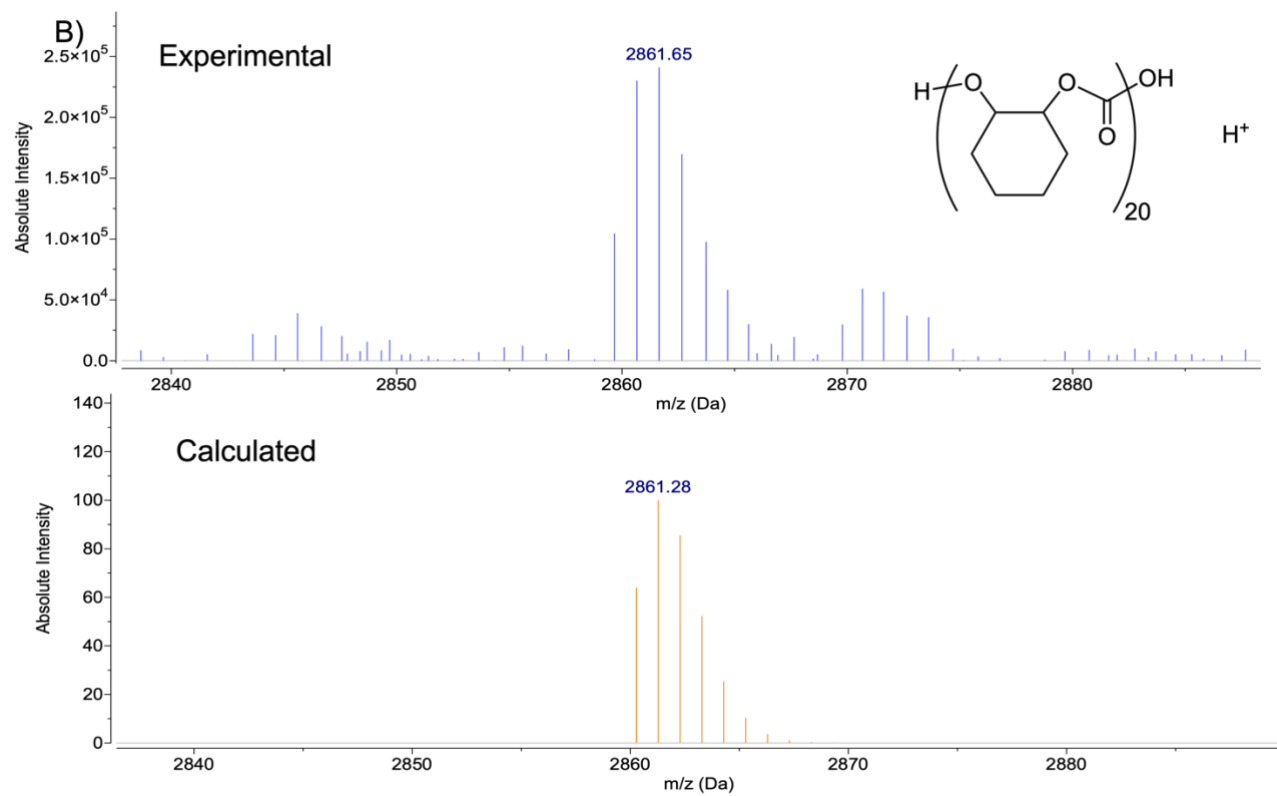 B)
Experimental
2861.65
Absolute Intensity
2.5×10⁵
2.0×10⁵
1.5×10⁵
1.0×10⁵
5.0×10⁴
0.0
2840 2850 2860 2870 2880
m/z (Da)
H O O O OH
20
H⁺
Calculated
2861.28
Absolute Intensity
140
120
100
80
60
40
20
0
2840 2850 2860 2870 2880
m/z (Da)